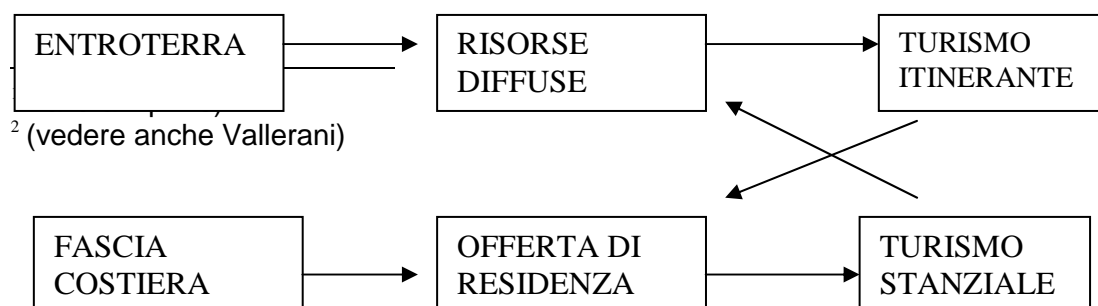 ENTROTERRA
RISORSE
DIFFUSE
TURISMO
ITINERANTE
² (vedere anche Vallerani)
FASCIA
COSTIERA
OFFERTA DI
RESIDENZA
TURISMO
STANZIALE